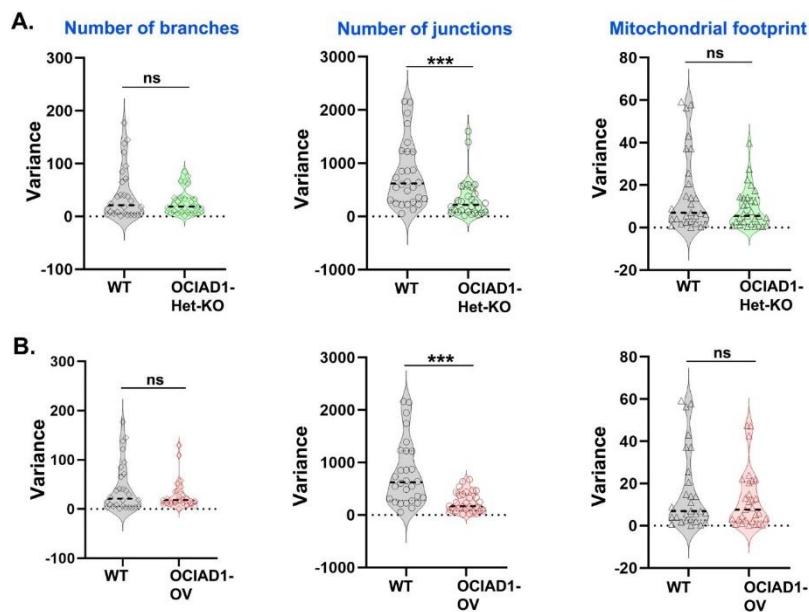 A.
Number of branches
Number of junctions
Mitochondrial footprint
300
200
100
0
-100
Variance
ns
WT
OCIAD1-
Het-KO
3000
2000
1000
0
-1000
Variance
***
WT
OCIAD1-
Het-KO
80
60
40
20
0
-20
Variance
ns
WT
OCIAD1-
Het-KO
B.
300
200
100
0
-100
Variance
ns
WT
OCIAD1-
OV
3000
2000
1000
0
-1000
Variance
***
WT
OCIAD1-
OV
80
60
40
20
0
-20
Variance
ns
WT
OCIAD1-
OV